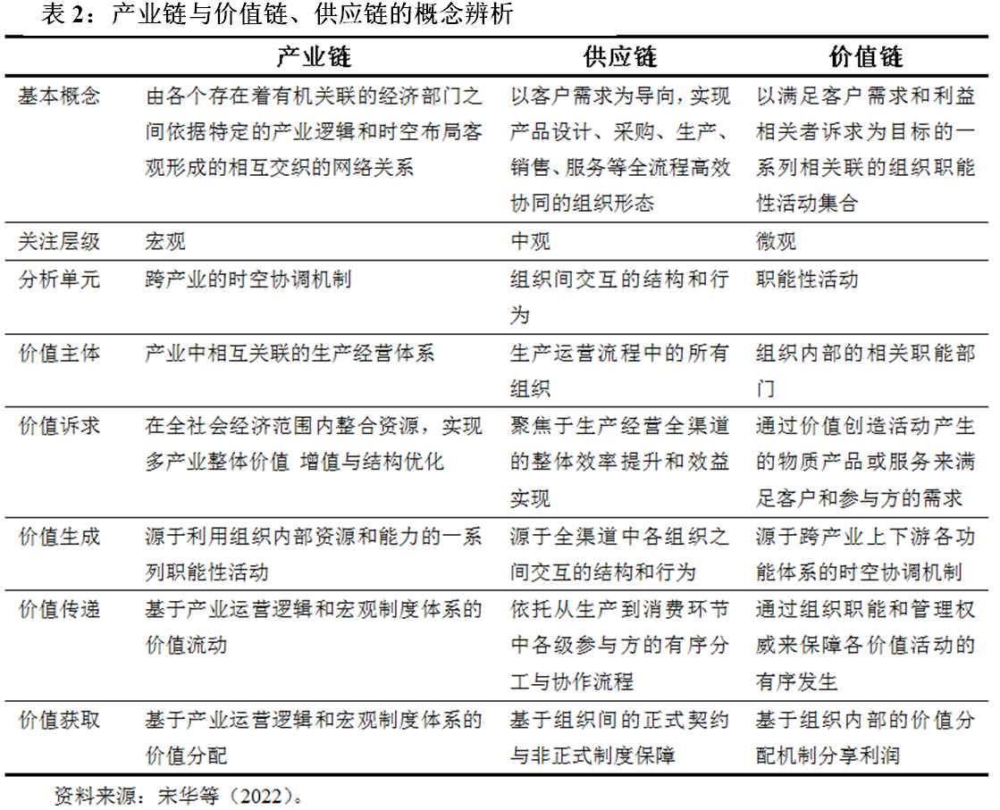 表 2：产业链与价值链、供应链的概念辨析
产业链 供应链 价值链
基本概念 由各个存在着有机关联的经济部门之 以客户需求为导向，实现 以满足客户需求和利益
间依据特定的产业逻辑和时空布局客 产品设计、采购、生产、 相关者诉求为目标的一
观形成的相互交织的网络关系 销售、服务等全流程高效 系列相关联的组织职能
协同的组织形态 性活动集合
关注层级 宏观 中观 微观
分析单元 跨产业的时空协调机制 组织间交互的结构和行 职能性活动
为
价值主体 产业中相互关联的生产经营体系 生产运营流程中的所有 组织内部的相关职能部
组织 门
价值诉求 在全社会经济范围内整合资源，实现 聚焦于生产经营全渠道 通过价值创造活动产生
多产业整体价值 增值与结构优化 的整体效率提升和效益 的物质产品或服务来满
实现 足客户和参与方的需求
价值生成 源于利用组织内部资源和能力的一系 源于全渠道中各组织之 源于跨产业上下游各功
列职能性活动 间交互的结构和行为 能体系的时空协调机制
价值传递 基于产业运营逻辑和宏观制度体系的 依托从生产到消费环节 通过组织职能和管理权
价值流动 中各级参与方的有序分 威来保障各价值活动的
工与协作流程 有序发生
价值获取 基于产业运营逻辑和宏观制度体系的 基于组织间的正式契约 基于组织内部的价值分
价值分配 与非正式制度保障 配机制分享利润
资料来源：宋华等（2022）。